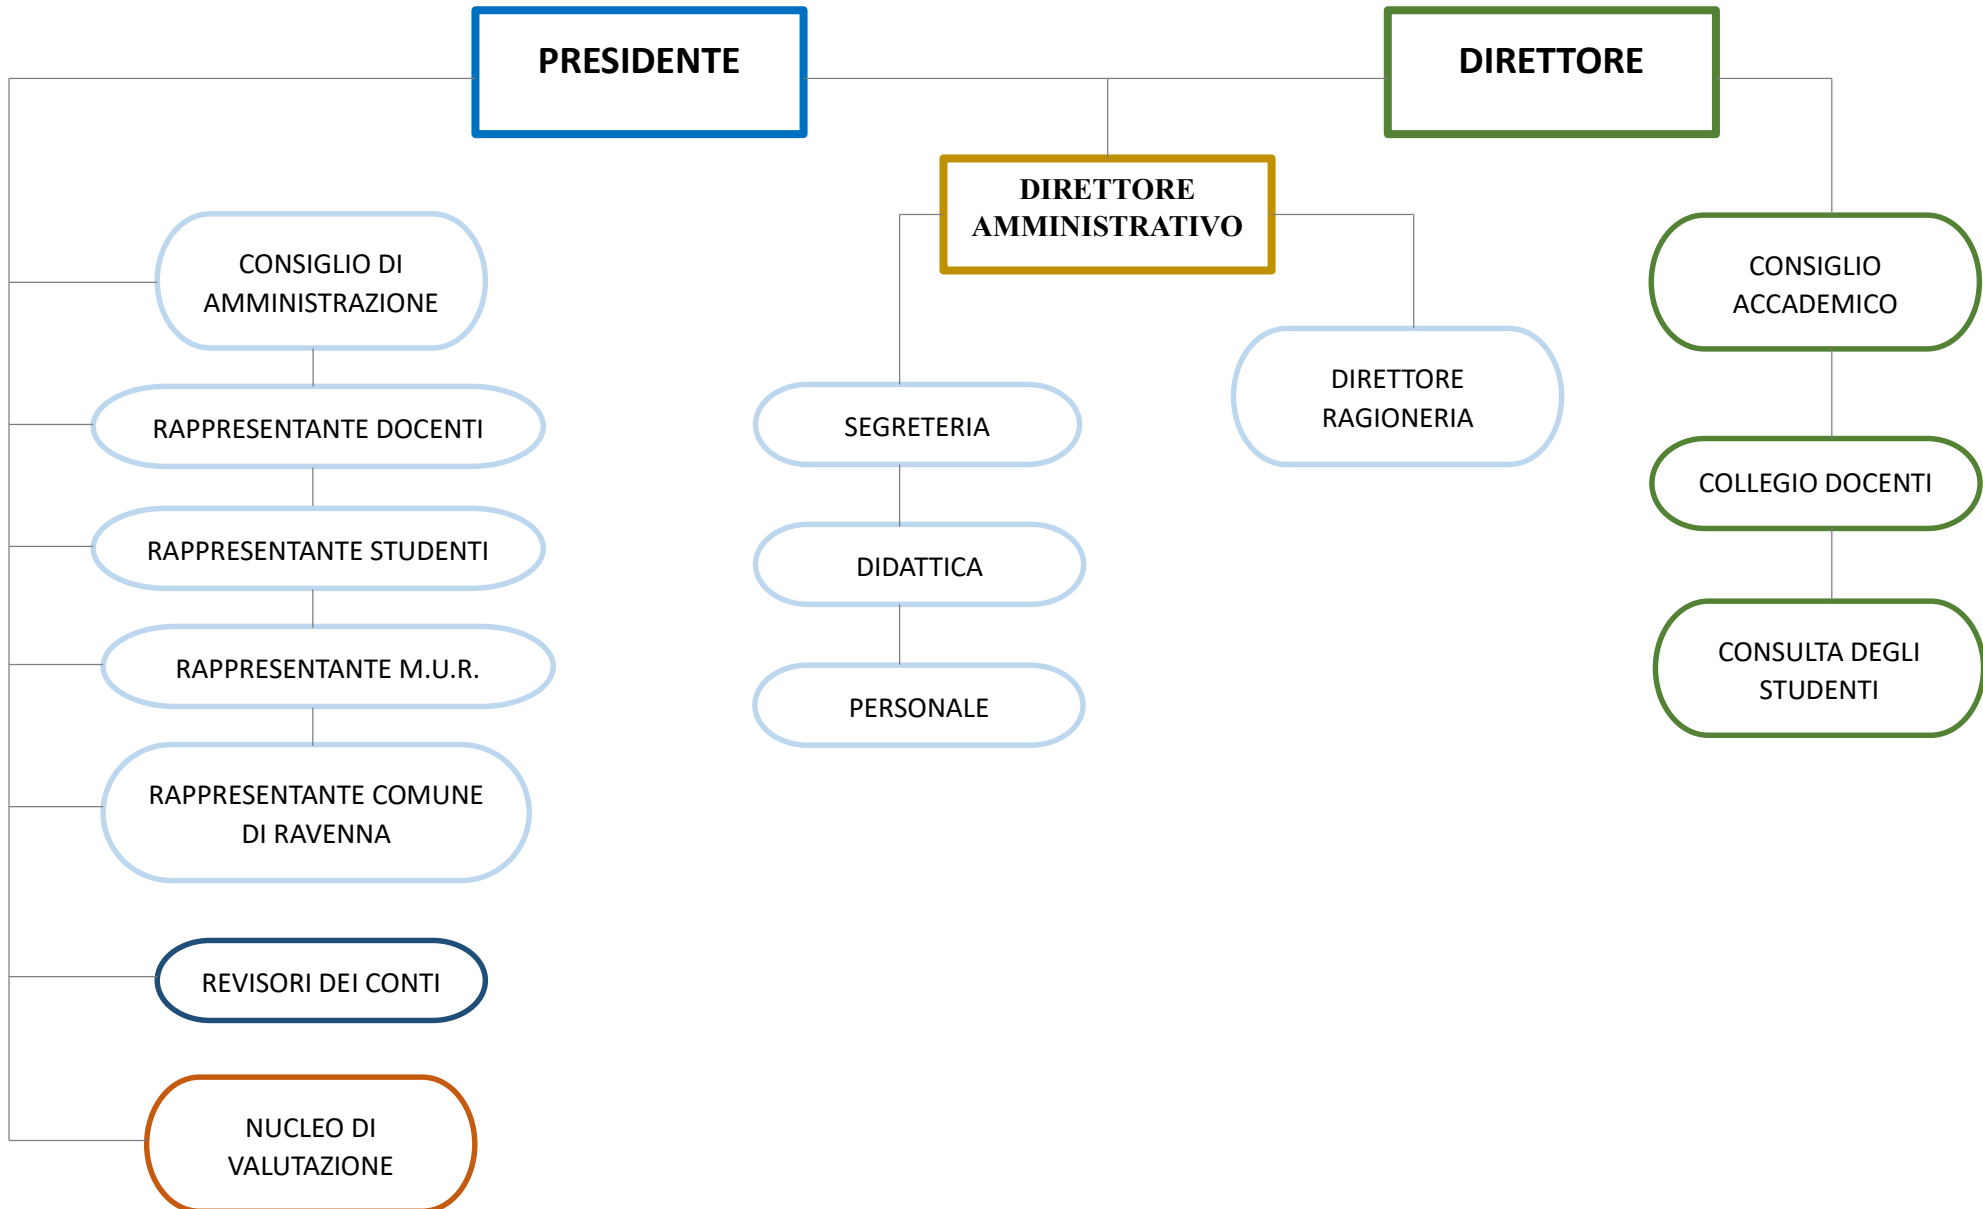 PRESIDENTE
DIRETTORE
DIRETTORE
AMMINISTRATIVO
CONSIGLIO DI
AMMINISTRAZIONE
RAPPRESENTANTE DOCENTI
RAPPRESENTANTE STUDENTI
RAPPRESENTANTE M.U.R.
RAPPRESENTANTE COMUNE
DI RAVENNA
REVISORI DEI CONTI
NUCLEO DI
VALUTAZIONE
SEGRETERIA
DIDATTICA
PERSONALE
DIRETTORE
RAGIONERIA
CONSIGLIO
ACCADEMICO
COLLEGIO DOCENTI
CONSULTA DEGLI
STUDENTI